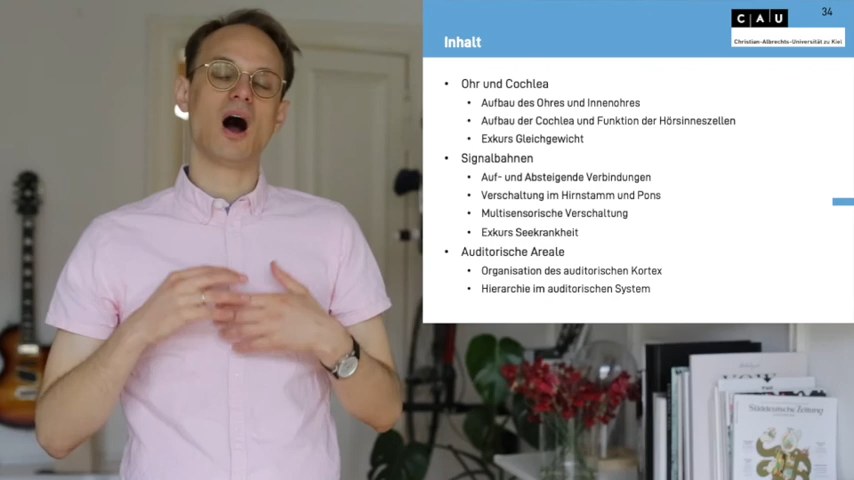 34
C A U
Christian-Albrechts-Universität zu Kiel
Inhalt
• Ohr und Cochlea
• Aufbau des Ohres und Innenohres
• Aufbau der Cochlea und Funktion der Hörsinneszellen
• Exkurs Gleichgewicht
• Signalbahnen
• Auf- und Absteigende Verbindungen
• Verschaltung im Hirnstamm und Pons
• Multisensorische Verschaltung
• Exkurs Seekrankheit
• Auditorische Areale
• Organisation des auditorischen Kortex
• Hierarchie im auditorischen System
Süddeutsche Zeitung